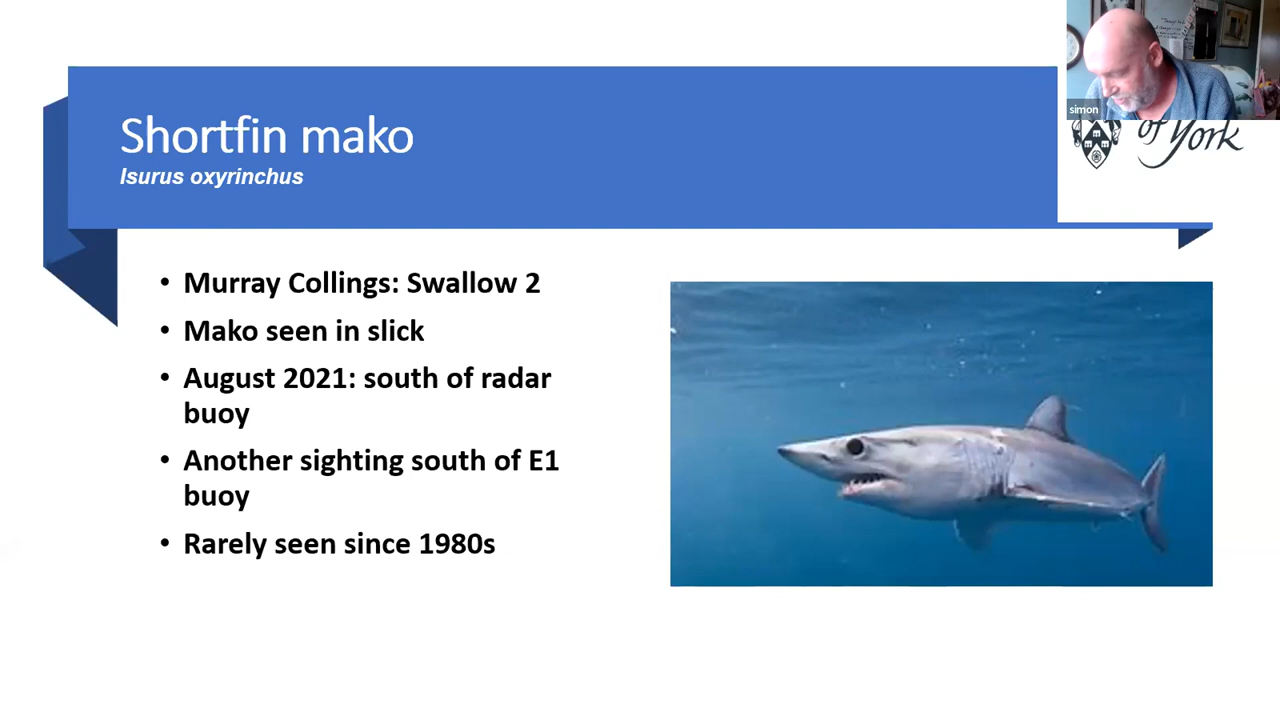 simon
of York
Shortfin mako
Isurus oxyrinchus
• Murray Collings: Swallow 2
• Mako seen in slick
• August 2021: south of radar
buoy
• Another sighting south of E1
buoy
• Rarely seen since 1980s